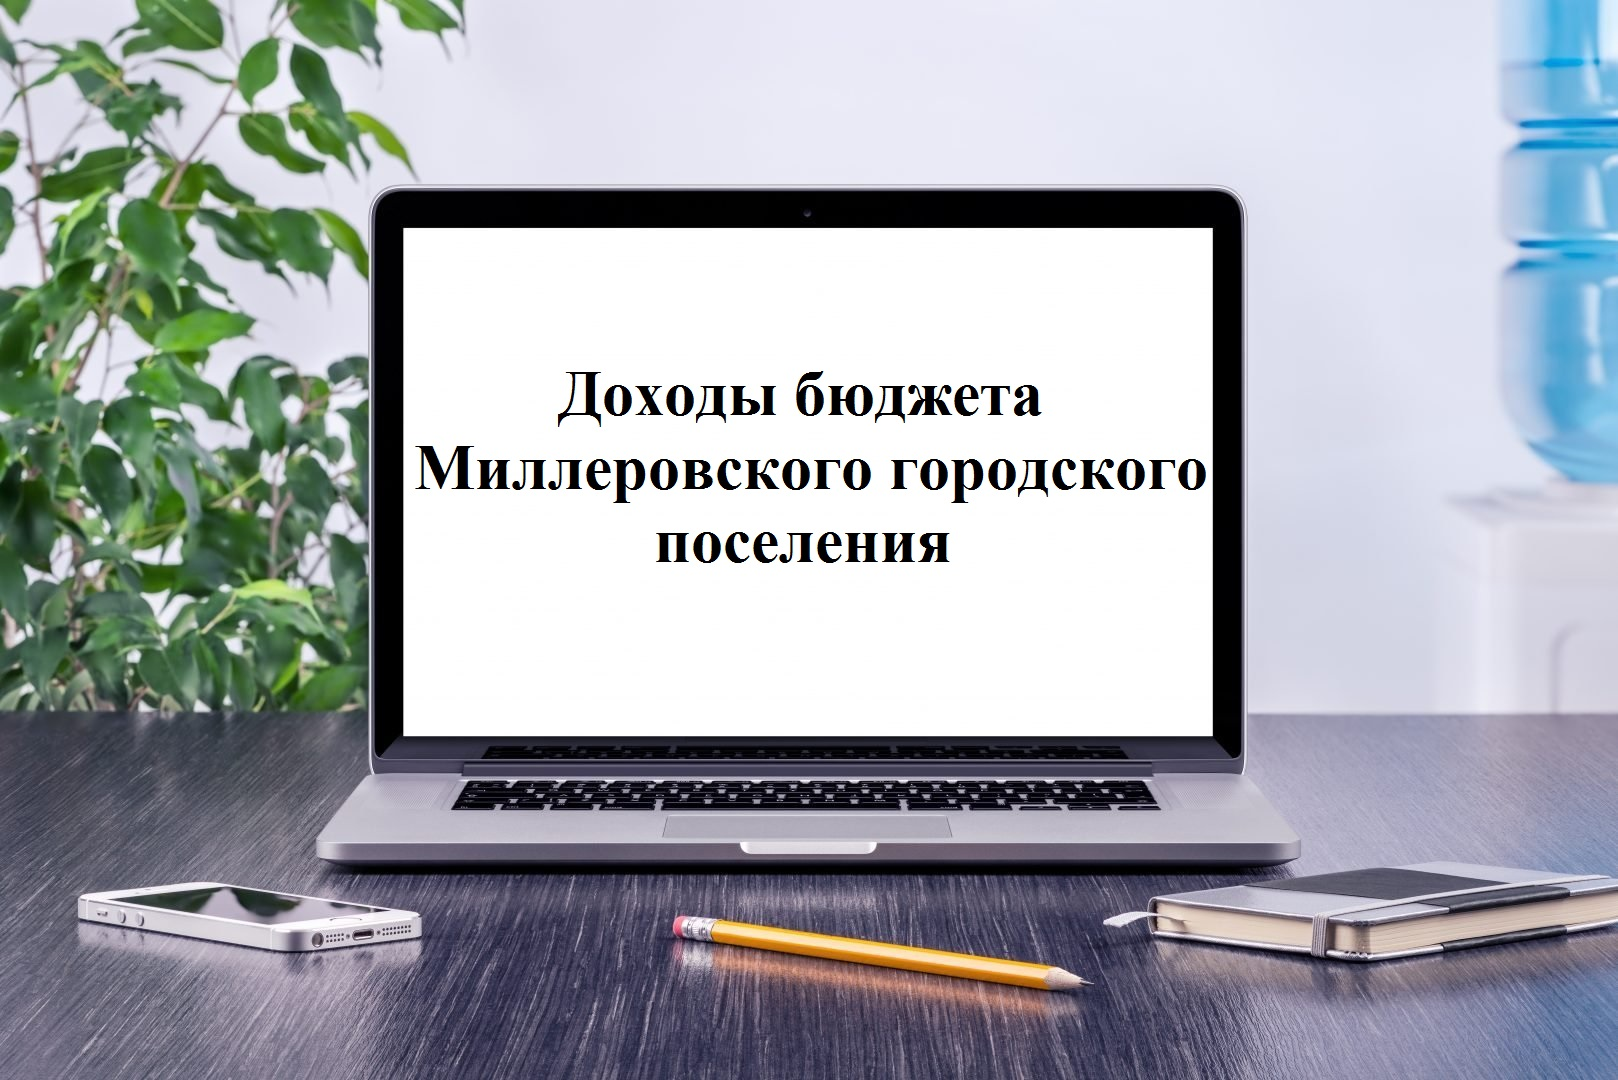 Доходы бюджета
Миллеровского городского
поселения